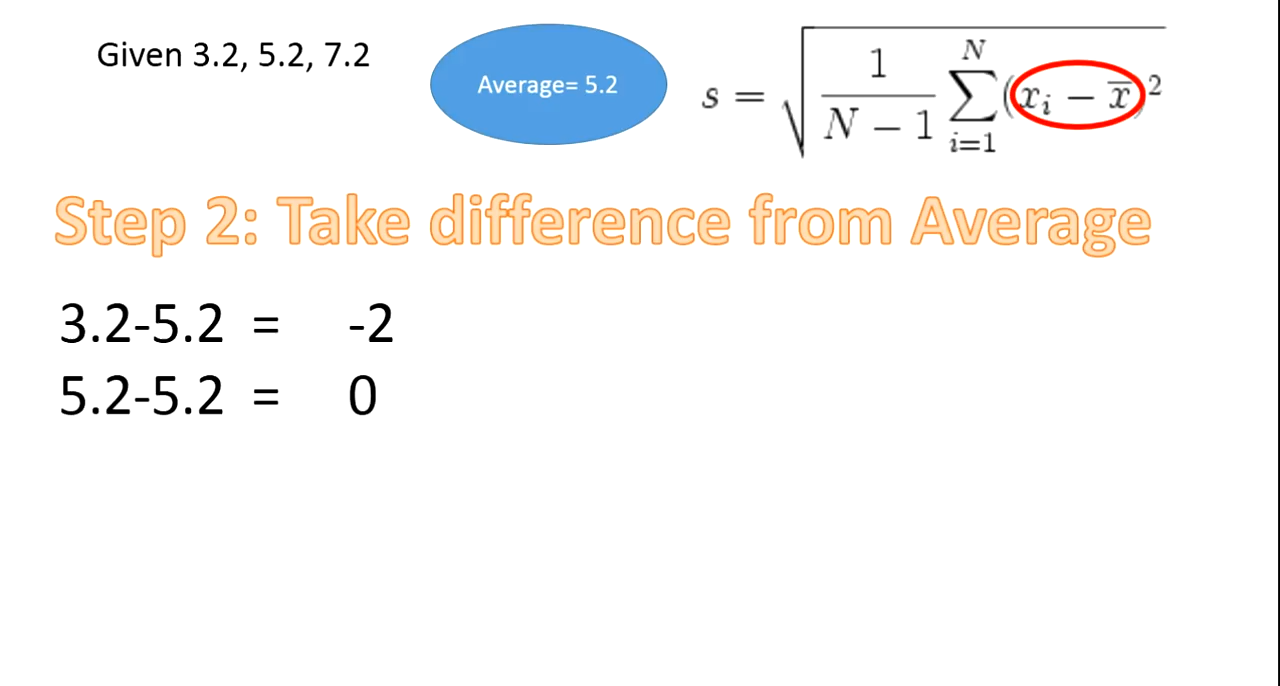 Given 3.2, 5.2, 7.2
Average= 5.2
s = √(1/(N − 1) ∑_{i=1}^{N} (x_i − x̅)²)
Step 2: Take difference from Average
3.2-5.2 = -2
5.2-5.2 = 0